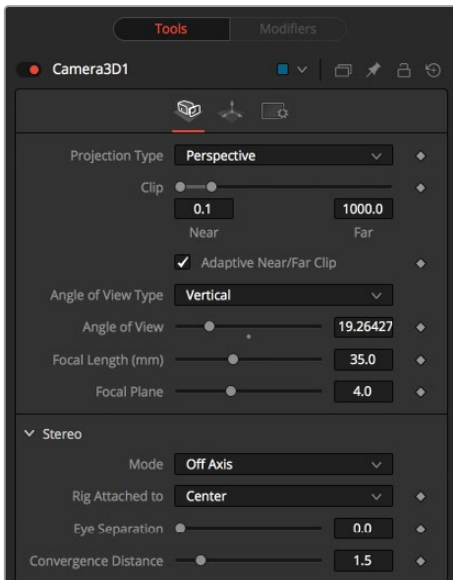 Tools Modifiers
Camera3D1
Projection Type Perspective
Clip
0.1 1000.0
Near Far
Adaptive Near/Far Clip
Angle of View Type Vertical
Angle of View 19.26427
Focal Length (mm) 35.0
Focal Plane 4.0
Stereo
Mode Off Axis
Rig Attached to Center
Eye Separation 0.0
Convergence Distance 1.5